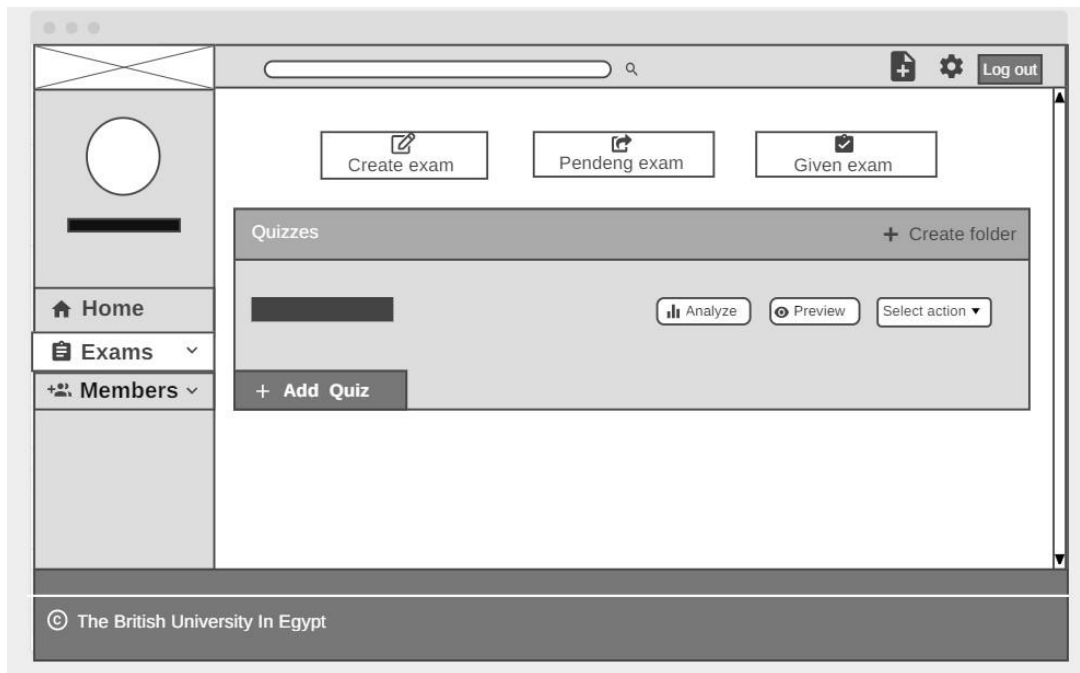 Log out
Create exam
Pendeng exam
Given exam
Quizzes
+ Create folder
Home
Analyze
Preview
Select action
Exams
Members
+ Add Quiz
© The British University In Egypt